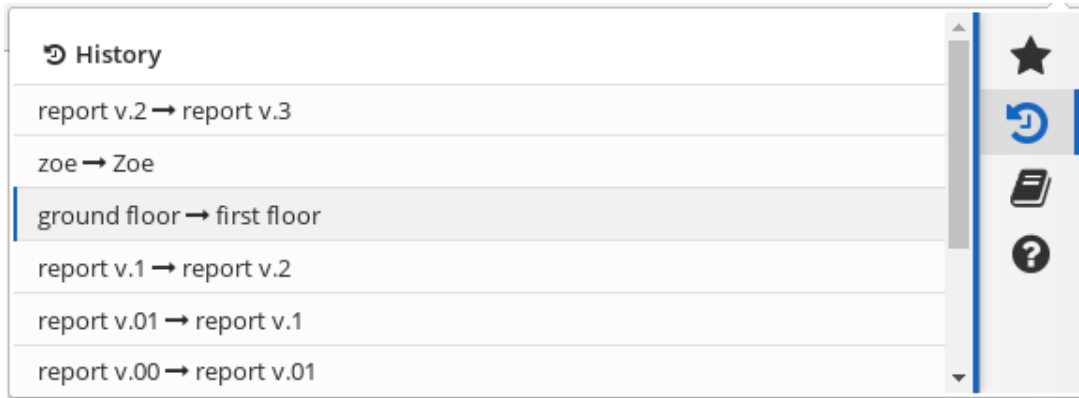 History
report v.2 → report v.3
zoe → Zoe
ground floor → first floor
report v.1 → report v.2
report v.01 → report v.1
report v.00 → report v.01